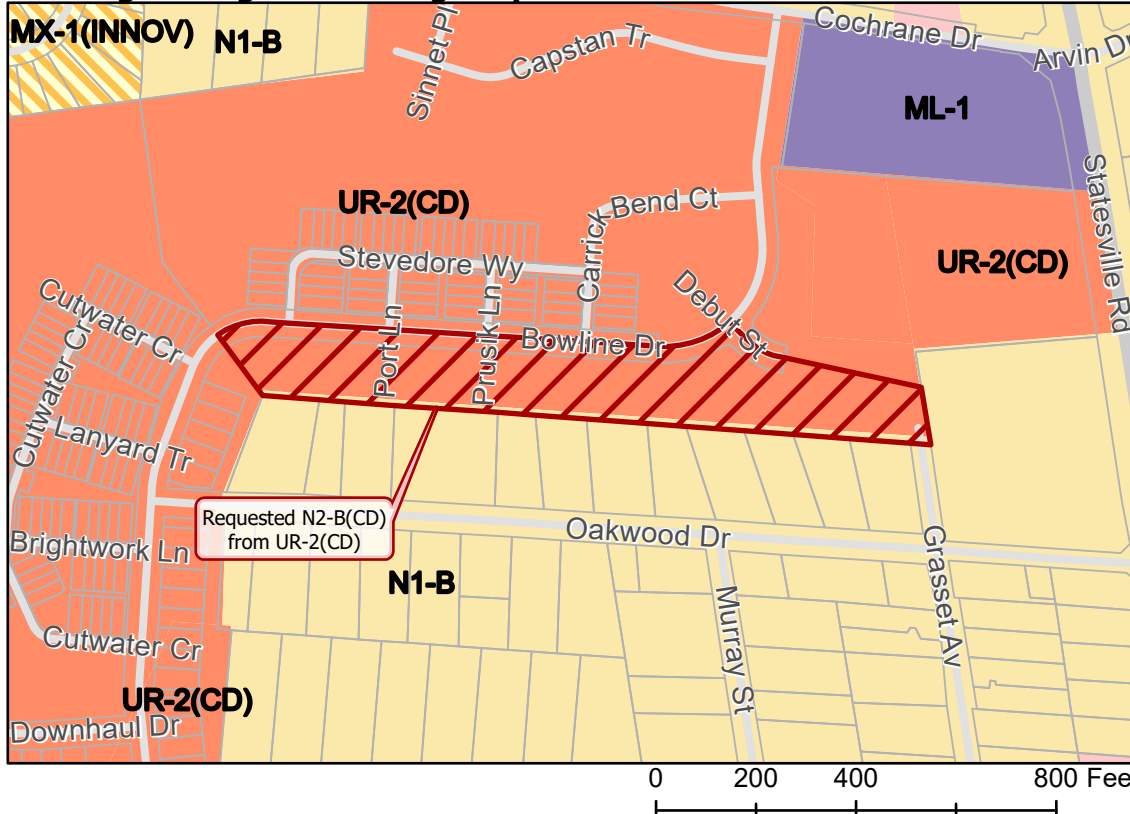 MX-1(INNOV)
N1-B
Sinnet Pl
Capstan Tr
Cochrane Dr
Arvin Dr
ML-1
UR-2(CD)
Bend Ct
Carrick
Statesville Rd
UR-2(CD)
Stevedore Wy
Cutwater Cr
Cutwater Cr
Port Ln
Prusik Ln
Bowline Dr
Debut St
Lanyard Tr
Requested N2-B(CD)
from UR-2(CD)
Oakwood Dr
Brightwork Ln
N1-B
Murray St
Grasset Av
Cutwater Cr
UR-2(CD)
Downhaul Dr
0 200 400 800 Fee